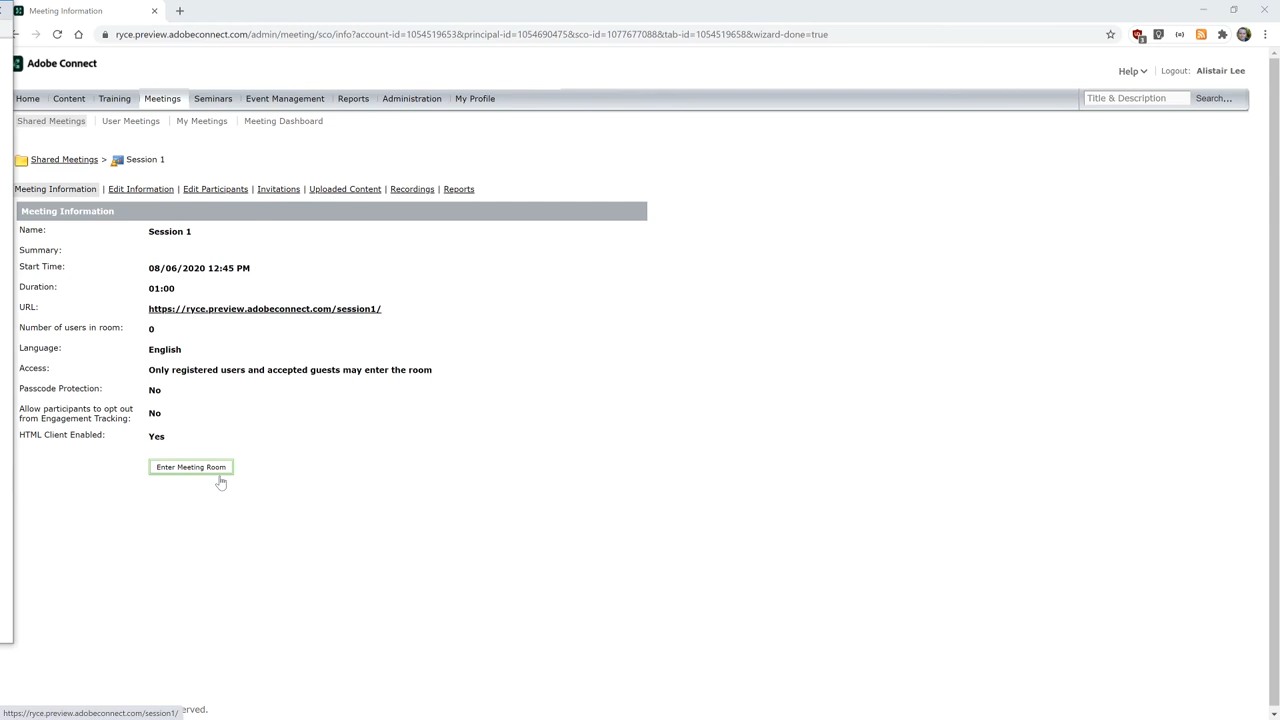 Meeting Information
ryce.preview.adobeconnect.com/admin/meeting/sco/info?account-id=1054519653&principal-id=1054690475&sco-id=1077677088&tab-id=1054519658&wizard-done=true
3
Adobe Connect
Help
Logout: Alistair Lee
Home Content Training Meetings Seminars Event Management Reports Administration My Profile Title & Description Search...
Shared Meetings User Meetings My Meetings Meeting Dashboard
Shared Meetings > Session 1
Meeting Information | Edit Information | Edit Participants | Invitations | Uploaded Content | Recordings | Reports
Meeting Information
Name: Session 1
Summary:
Start Time: 08/06/2020 12:45 PM
Duration: 01:00
URL: https://ryce.preview.adobeconnect.com/session1/
Number of users in room: 0
Language: English
Access: Only registered users and accepted guests may enter the room
Passcode Protection: No
Allow participants to opt out
from Engagement Tracking: No
HTML Client Enabled: Yes
Enter Meeting Room
erved.
https://ryce.preview.adobeconnect.com/session1/